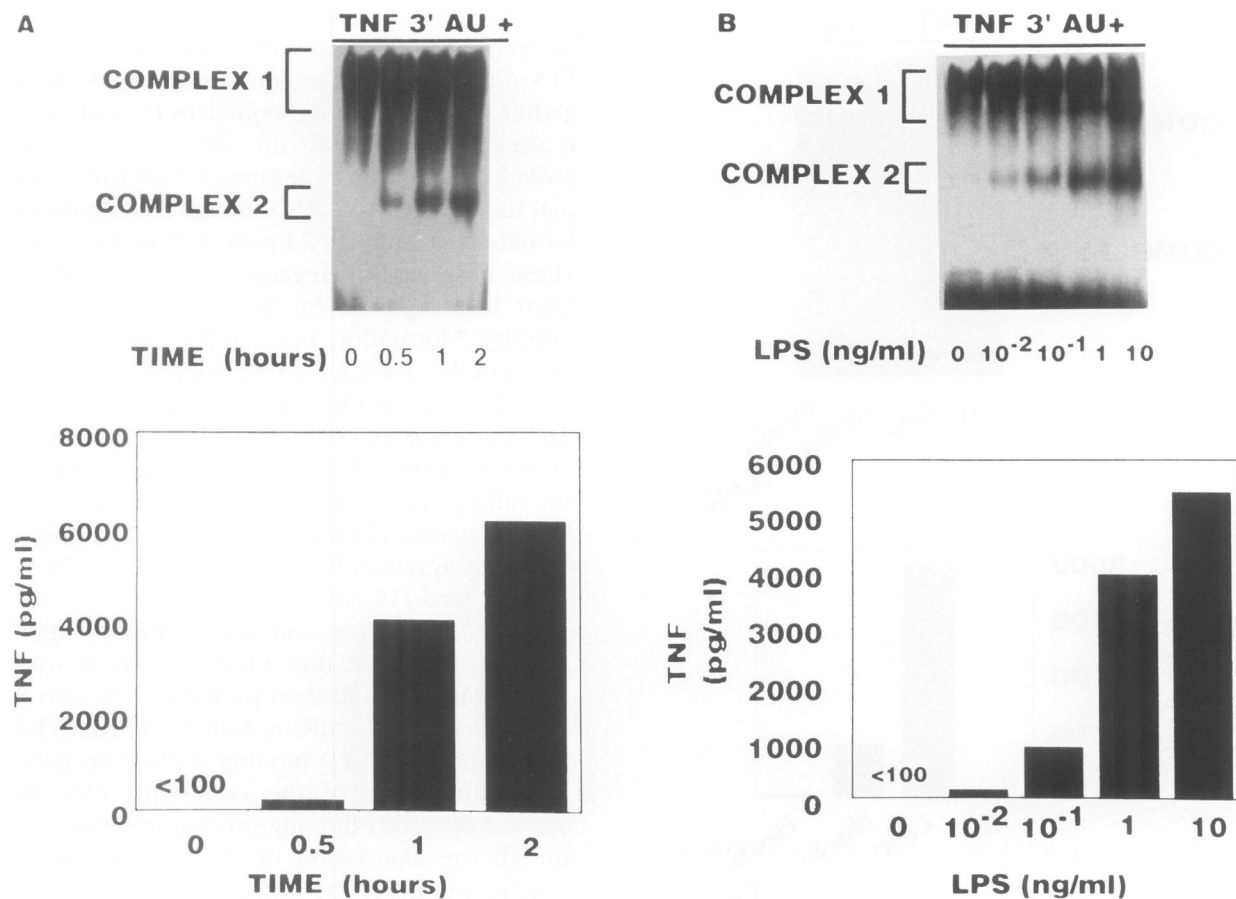 A
TNF 3' AU +
COMPLEX 1
COMPLEX 2
TIME (hours) 0 0.5 1 2
TNF (pg/ml)
8000
6000
4000
2000
0
<100
0 0.5 1 2
TIME (hours)
B
TNF 3' AU+
COMPLEX 1
COMPLEX 2
LPS (ng/ml) 0 10-2 10-1 1 10
TNF
(pg/ml)
6000
5000
4000
3000
2000
1000
0
<100
0 10-2 10-1 1 10
LPS (ng/ml)